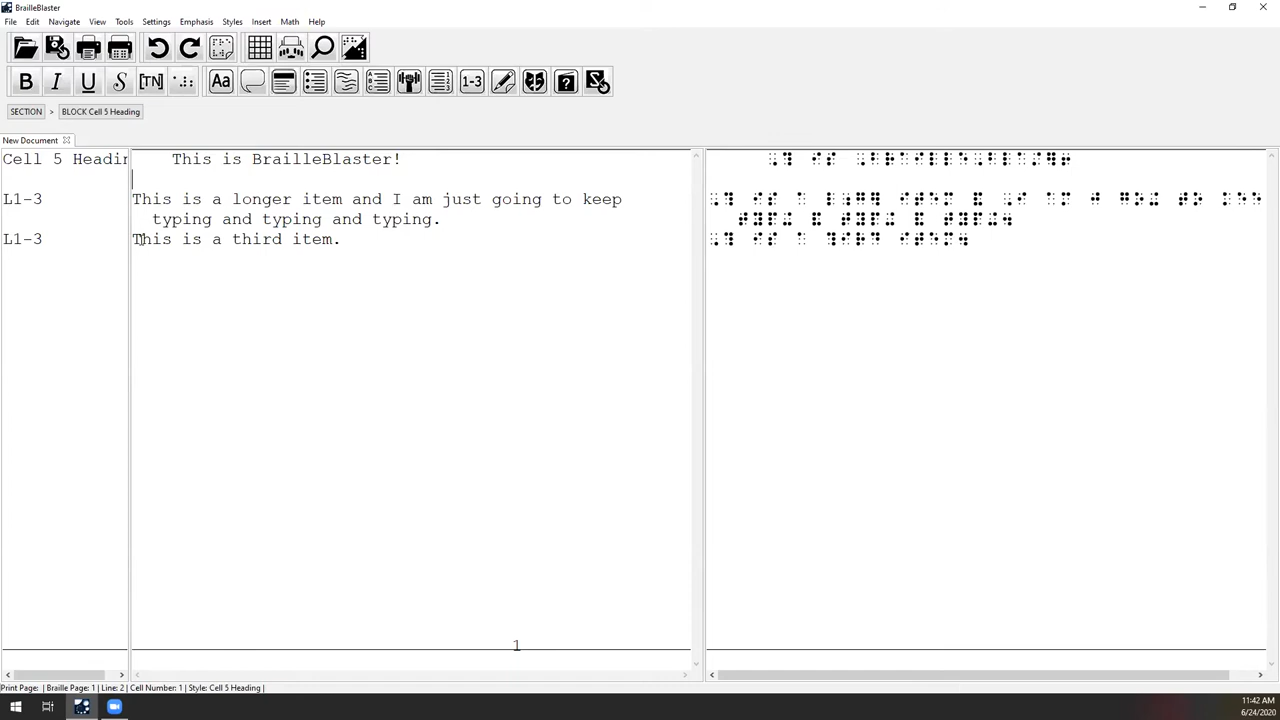 BrailleBlaster
File Edit Navigate View Tools Settings Emphasis Styles Insert Math Help
B I U S [TN] Aa 1-3
SECTION > BLOCK Cell 5 Heading
New Document
Cell 5 Headin This is BrailleBlaster! ⠠⠹ ⠊⠎ ⠠⠃⠗⠁⠊⠇⠇⠑⠠⠃⠇⠁⠌⠻⠖
L1-3 This is a longer item and I am just going to keep
typing and typing and typing.
L1-3 This is a third item.
1
Print Page: | Braille Page: 1 | Line: 2 | Cell Number: 1 | Style: Cell 5 Heading |
11:42 AM
6/24/2020